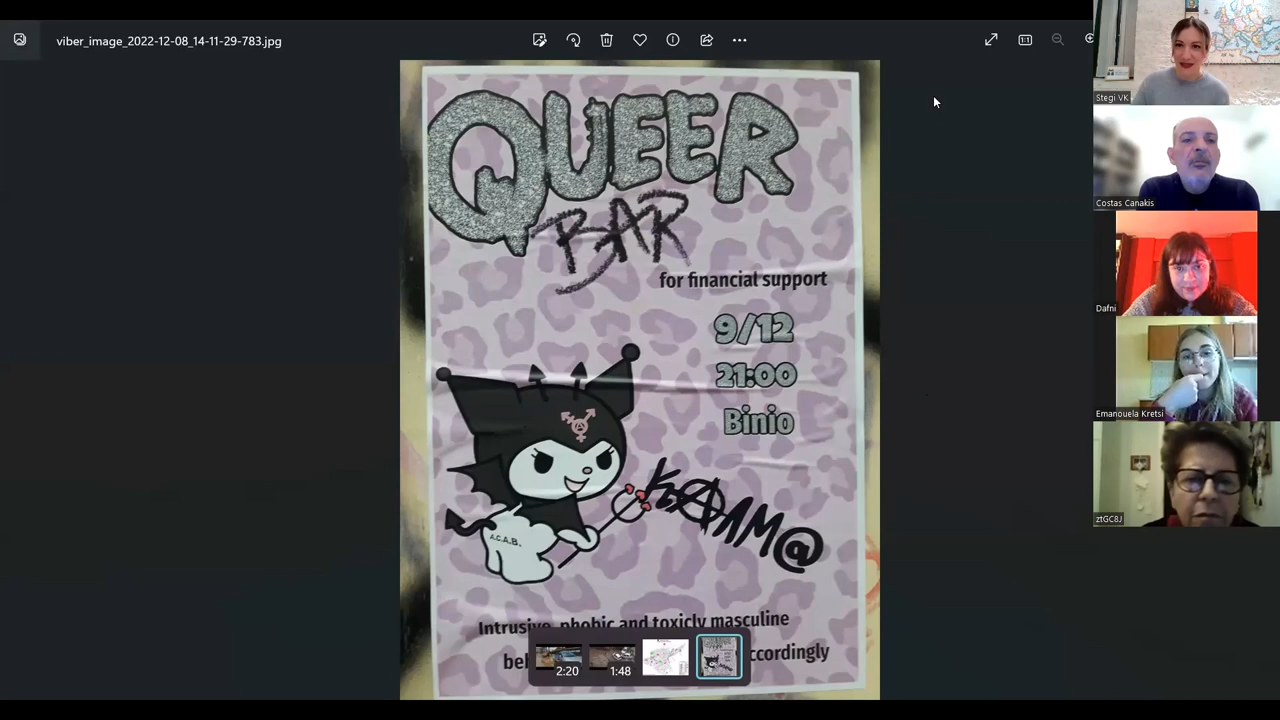 viber_image_2022-12-08_14-11-29-783.jpg
QUEER
BAR
for financial support
9/12
21:00
Binio
A.C.A.B.
Intrusive, phobic and toxicly masculine
2:20
1:48
Stegi VK
Costas Canakis
Dafni
Emanouela Kretsi
ztGC8J